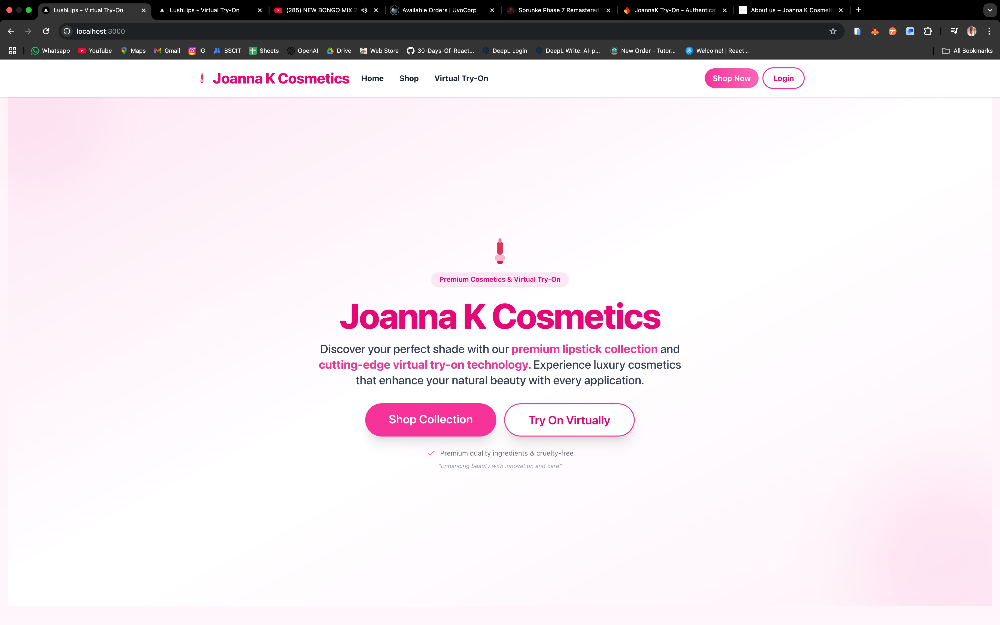 LushLips - Virtual Try-On
LushLips - Virtual Try-On
(285) NEW BONGO MIX 2
Available Orders | UvoCorp
Sprunke Phase 7 Remastered
JoannaK Try-On - Authentica
About us – Joanna K Cosmeti
localhost:3000
Whatsapp
YouTube
Maps
Gmail
IG
BSCIT
Sheets
OpenAI
Drive
Web Store
30-Days-Of-React...
DeepL Login
DeepL Write: AI-p...
New Order - Tutor...
Welcome! | React...
All Bookmarks
Joanna K Cosmetics
Home
Shop
Virtual Try-On
Shop Now
Login
Premium Cosmetics & Virtual Try-On
Joanna K Cosmetics
Discover your perfect shade with our premium lipstick collection and
cutting-edge virtual try-on technology. Experience luxury cosmetics
that enhance your natural beauty with every application.
Shop Collection
Try On Virtually
Premium quality ingredients & cruelty-free
“Enhancing beauty with innovation and care”